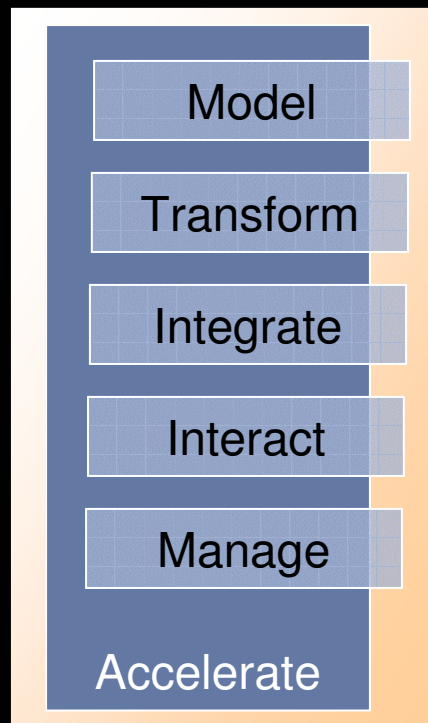 Model
Transform
Integrate
Interact
Manage
Accelerate